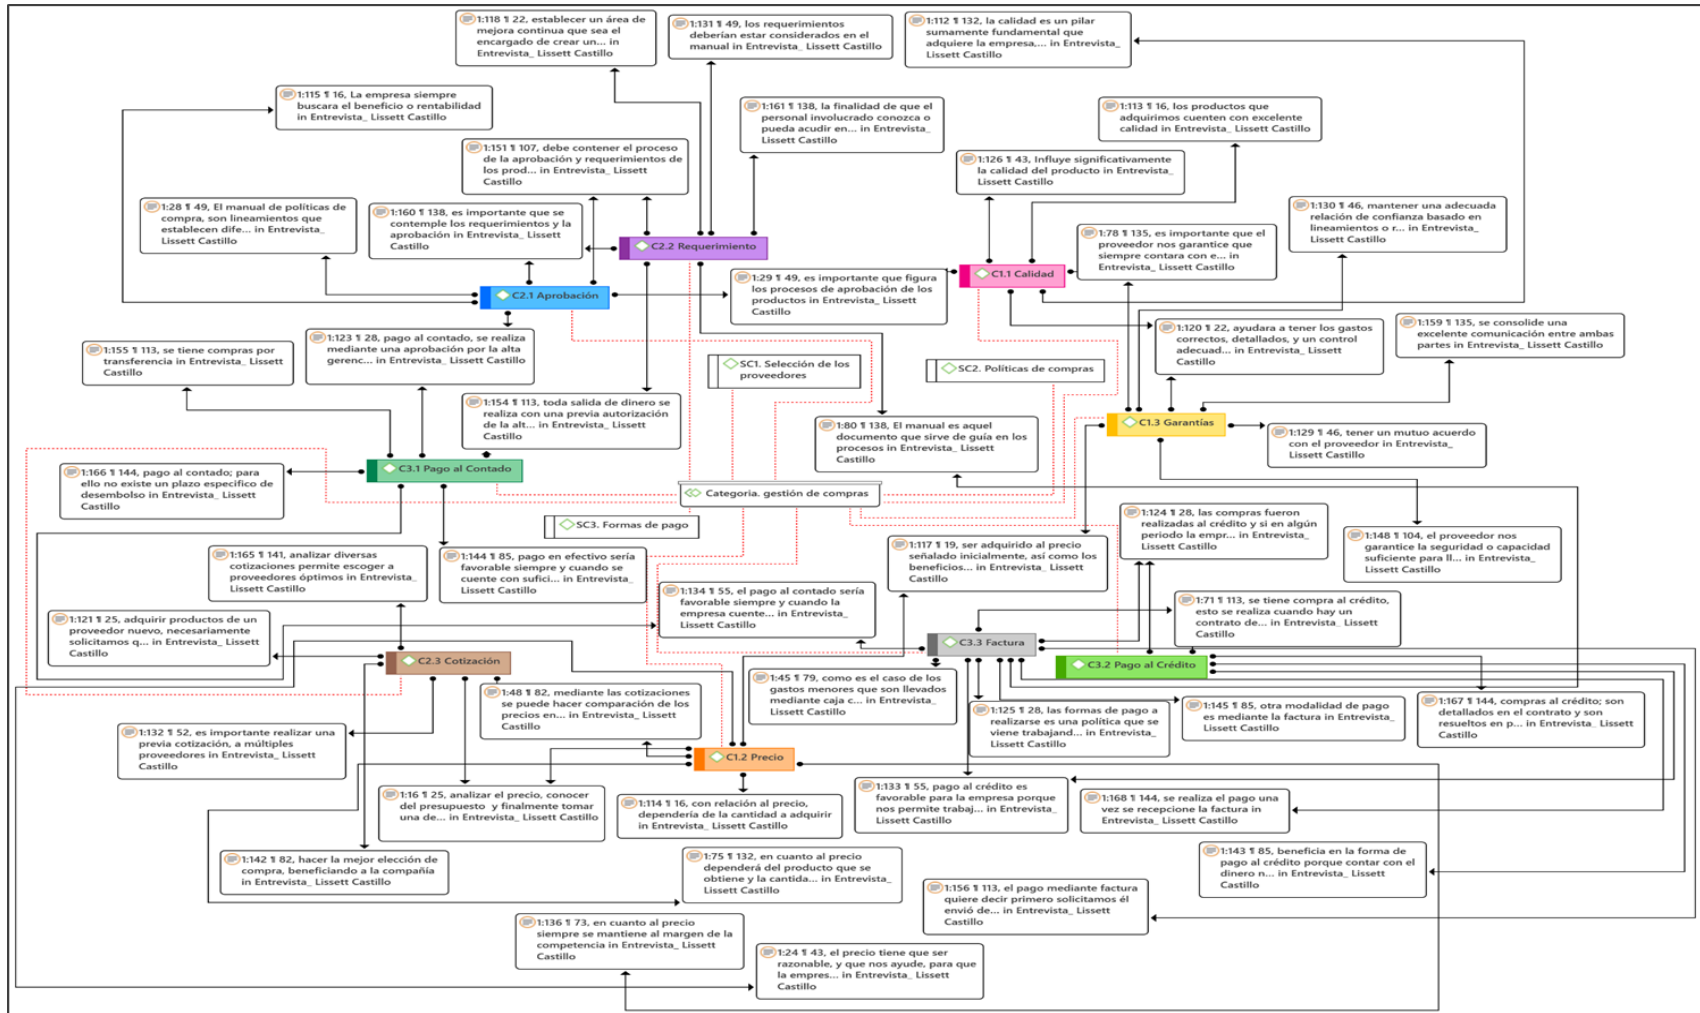 1:118 ¶ 22, establecer un área de
mejora continua que sea el
encargado de crear un... in
Entrevista_ Lissett Castillo
1:131 ¶ 49, los requerimientos
deberían estar considerados en el
manual in Entrevista_ Lissett
Castillo
1:112 ¶ 132, la calidad es un pilar
sumamente fundamental que
adquiere la empresa,... in Entrevista_
Lissett Castillo
1:115 ¶ 16, La empresa siempre
buscara el beneficio o rentabilidad
in Entrevista_ Lissett Castillo
1:161 ¶ 138, la finalidad de que el
personal involucrado conozca o
pueda acudir en... in Entrevista_
Lissett Castillo
1:113 ¶ 16, los productos que
adquirimos cuenten con excelente
calidad in Entrevista_ Lissett Castillo
1:151 ¶ 107, debe contener el proceso
de la aprobación y requerimientos de
los prod... in Entrevista_ Lissett
Castillo
1:126 ¶ 43, Influye significativamente
la calidad del producto in Entrevista_
Lissett Castillo
1:28 ¶ 49, El manual de políticas de
compra, son lineamientos que
establecen dife... in Entrevista_
Lissett Castillo
1:160 ¶ 138, es importante que se
contemple los requerimientos y la
aprobación in Entrevista_ Lissett
Castillo
1:130 ¶ 46, mantener una adecuada
relación de confianza basado en
lineamientos o r... in Entrevista_
Lissett Castillo
C2.2 Requerimiento
1:78 ¶ 135, es importante que el
proveedor nos garantice que
siempre contara con e... in
Entrevista_ Lissett Castillo
1:29 ¶ 49, es importante que figura
los procesos de aprobación de los
productos in Entrevista_ Lissett
Castillo
C1.1 Calidad
C2.1 Aprobación
1:123 ¶ 28, pago al contado, se realiza
mediante una aprobación por la alta
gerenc... in Entrevista_ Lissett
Castillo
1:120 ¶ 22, ayudara a tener los gastos
correctos, detallados, y un control
adecuad... in Entrevista_ Lissett
Castillo
1:159 ¶ 135, se consolide una
excelente comunicación entre ambas
partes in Entrevista_ Lissett Castillo
1:155 ¶ 113, se tiene compras por
transferencia in Entrevista_ Lissett
Castillo
SC1. Selección de los
proveedores
SC2. Políticas de compras
1:154 ¶ 113, toda salida de dinero se
realiza con una previa autorización
de la alt... in Entrevista_ Lissett
Castillo
1:80 ¶ 138, El manual es aquel
documento que sirve de guía en los
procesos in Entrevista_ Lissett
Castillo
C1.3 Garantías
1:129 ¶ 46, tener un mutuo acuerdo
con el proveedor in Entrevista_
Lissett Castillo
1:166 ¶ 144, pago al contado; para
ello no existe un plazo especifico de
desembolso in Entrevista_ Lissett
Castillo
C3.1 Pago al Contado
Categoria. gestión de compras
SC3. Formas de pago
1:124 ¶ 28, las compras fueron
realizadas al crédito y si en algún
periodo la empr... in Entrevista_
Lissett Castillo
1:148 ¶ 104, el proveedor nos
garantice la seguridad o capacidad
suficiente para ll... in Entrevista_
Lissett Castillo
1:165 ¶ 141, analizar diversas
cotizaciones permite escoger a
proveedores óptimos in Entrevista_
Lissett Castillo
1:144 ¶ 85, pago en efectivo sería
favorable siempre y cuando se
cuente con sufici... in Entrevista_
Lissett Castillo
1:117 ¶ 19, ser adquirido al precio
señalado inicialmente, así como los
beneficios... in Entrevista_ Lissett
Castillo
1:134 ¶ 55, el pago al contado sería
favorable siempre y cuando la
empresa cuente... in Entrevista_
Lissett Castillo
1:71 ¶ 113, se tiene compra al crédito,
esto se realiza cuando hay un
contrato de... in Entrevista_ Lissett
Castillo
1:121 ¶ 25, adquirir productos de un
proveedor nuevo, necesariamente
solicitamos q... in Entrevista_ Lissett
Castillo
C3.3 Factura
C2.3 Cotización
C3.2 Pago al Crédito
1:48 ¶ 82, mediante las cotizaciones
se puede hacer comparación de los
precios en... in Entrevista_ Lissett
Castillo
1:45 ¶ 79, como es el caso de los
gastos menores que son llevados
mediante caja c... in Entrevista_
Lissett Castillo
1:125 ¶ 28, las formas de pago a
realizarse es una política que se
viene trabajand... in Entrevista_
Lissett Castillo
1:145 ¶ 85, otra modalidad de pago
es mediante la factura in Entrevista_
Lissett Castillo
1:167 ¶ 144, compras al crédito; son
detallados en el contrato y son
resueltos en p... in Entrevista_ Lissett
Castillo
1:132 ¶ 52, es importante realizar una
previa cotización, a múltiples
proveedores in Entrevista_ Lissett
Castillo
C1.2 Precio
1:16 ¶ 25, analizar el precio, conocer
del presupuesto y finalmente tomar
una de... in Entrevista_ Lissett Castillo
1:114 ¶ 16, con relación al precio,
dependería de la cantidad a adquirir
in Entrevista_ Lissett Castillo
1:133 ¶ 55, pago al crédito es
favorable para la empresa porque
nos permite trabaj... in Entrevista_
Lissett Castillo
1:168 ¶ 144, se realiza el pago una
vez se recepcione la factura in
Entrevista_ Lissett Castillo
1:142 ¶ 82, hacer la mejor elección de
compra, beneficiando a la compañía
in Entrevista_ Lissett Castillo
1:75 ¶ 132, en cuanto al precio
dependerá del producto que se
obtiene y la cantida... in Entrevista_
Lissett Castillo
1:143 ¶ 85, beneficia en la forma de
pago al crédito porque contar con el
dinero n... in Entrevista_ Lissett
Castillo
1:156 ¶ 113, el pago mediante factura
quiere decir primero solicitamos él
envió de... in Entrevista_ Lissett
Castillo
1:136 ¶ 73, en cuanto al precio
siempre se mantiene al margen de la
competencia in Entrevista_ Lissett
Castillo
1:24 ¶ 43, el precio tiene que ser
razonable, y que nos ayude, para que
la empres... in Entrevista_ Lissett
Castillo